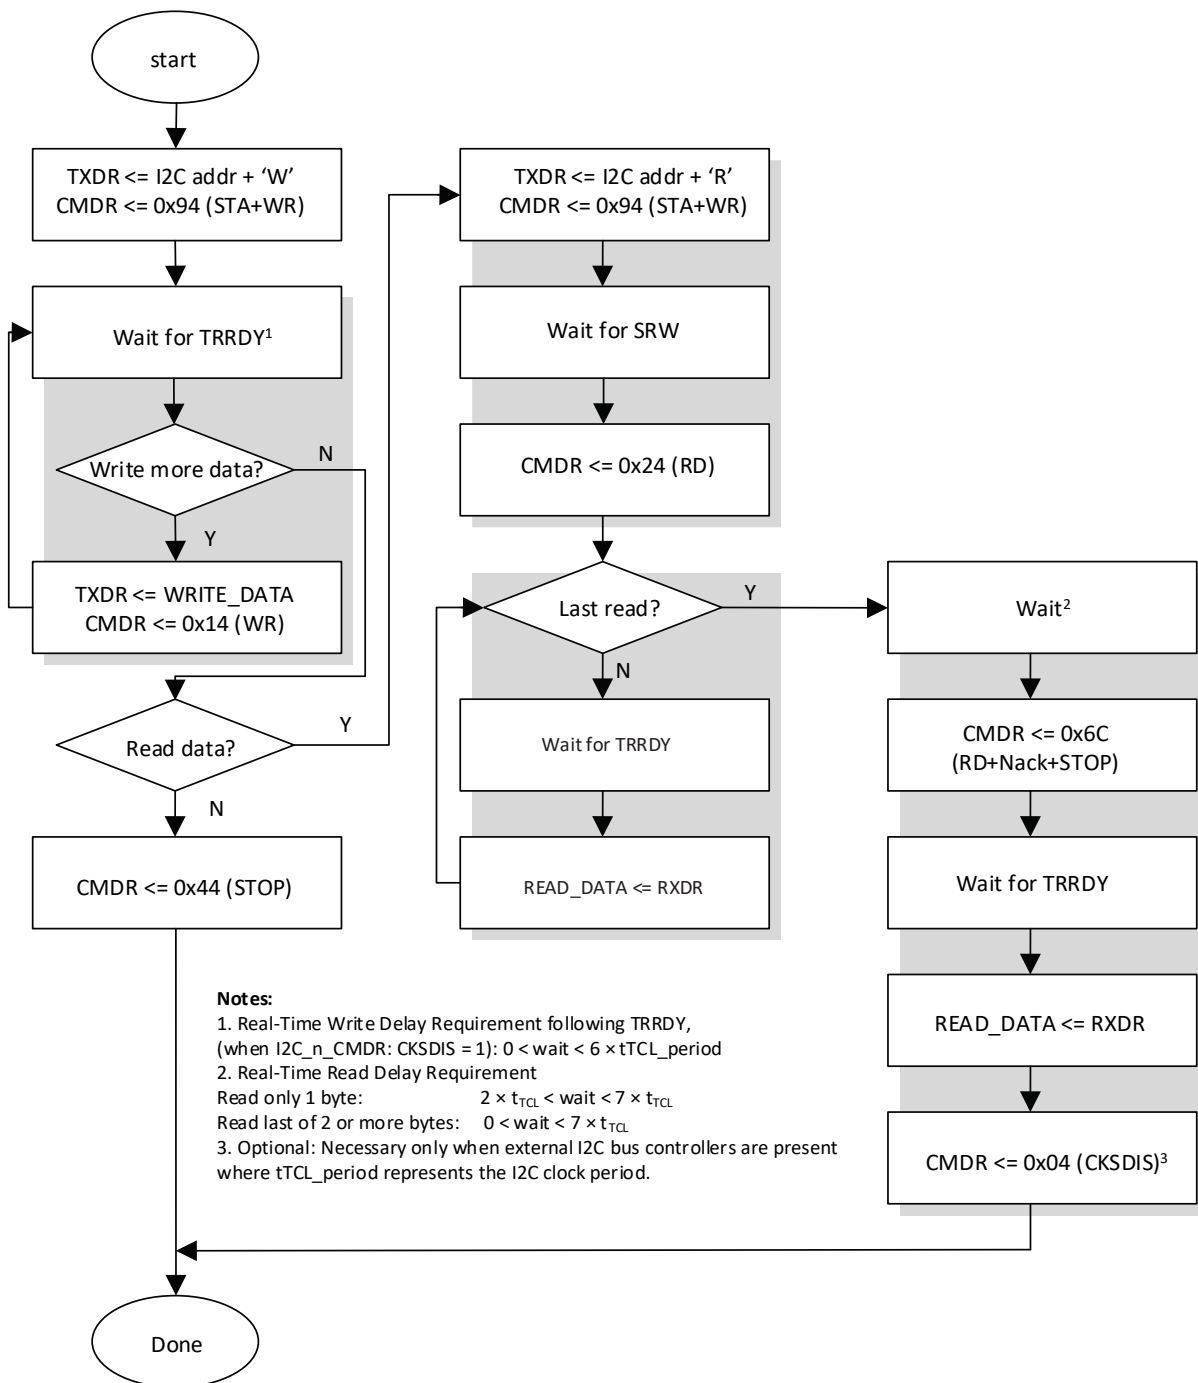 start
TXDR <= I2C addr + ‘W’
CMDR <= 0x94 (STA+WR)
Wait for TRRDY¹
Write more data?
N
Y
TXDR <= WRITE_DATA
CMDR <= 0x14 (WR)
Read data?
Y
N
CMDR <= 0x44 (STOP)
TXDR <= I2C addr + ‘R’
CMDR <= 0x94 (STA+WR)
Wait for SRW
CMDR <= 0x24 (RD)
Last read?
Y
N
Wait for TRRDY
READ_DATA <= RXDR
Wait²
CMDR <= 0x6C
(RD+Nack+STOP)
Wait for TRRDY
READ_DATA <= RXDR
CMDR <= 0x04 (CKSDIS)³
Notes:
1. Real-Time Write Delay Requirement following TRRDY,
(when I2C_n_CMDR: CKSDIS = 1): 0 < wait < 6 × tTCL_period
2. Real-Time Read Delay Requirement
Read only 1 byte: 2 × tTCL < wait < 7 × tTCL
Read last of 2 or more bytes: 0 < wait < 7 × tTCL
3. Optional: Necessary only when external I2C bus controllers are present
where tTCL_period represents the I2C clock period.
Done